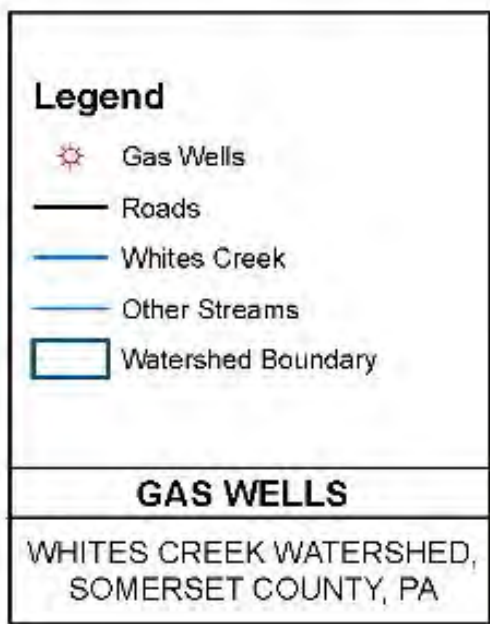 Legend
Gas Wells
Roads
Whites Creek
Other Streams
Watershed Boundary
GAS WELLS
WHITES CREEK WATERSHED,
SOMERSET COUNTY, PA